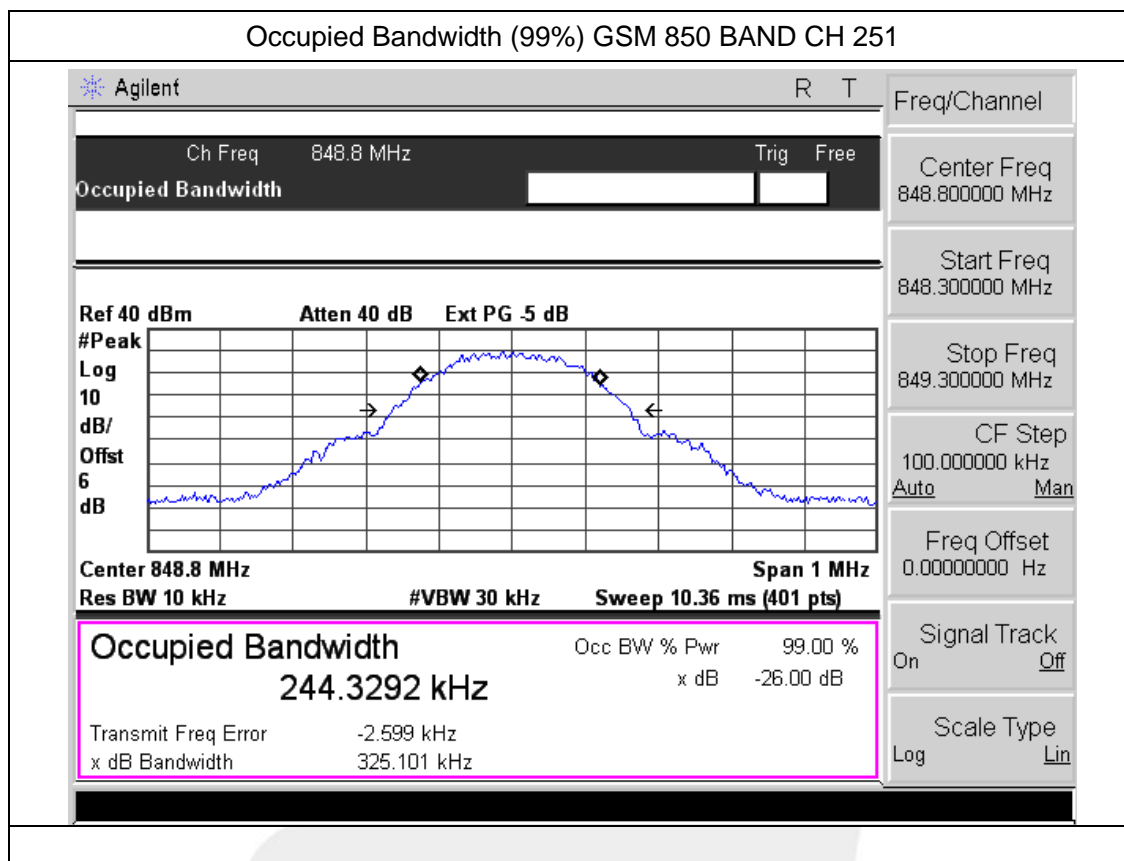 Occupied Bandwidth (99%) GSM 850 BAND CH 251
Agilent R T
Ch Freq 848.8 MHz Trig Free
Occupied Bandwidth
Ref 40 dBm Atten 40 dB Ext PG -5 dB
#Peak
Log
10
dB/
Offst
6
dB
Center 848.8 MHz Span 1 MHz
Res BW 10 kHz #VBW 30 kHz Sweep 10.36 ms (401 pts)
Occupied Bandwidth
244.3292 kHz
Occ BW % Pwr 99.00 %
x dB -26.00 dB
Transmit Freq Error -2.599 kHz
x dB Bandwidth 325.101 kHz
Freq/Channel
Center Freq
848.800000 MHz
Start Freq
848.300000 MHz
Stop Freq
849.300000 MHz
CF Step
100.000000 kHz
Auto Man
Freq Offset
0.00000000 Hz
Signal Track
On Off
Scale Type
Log Lin